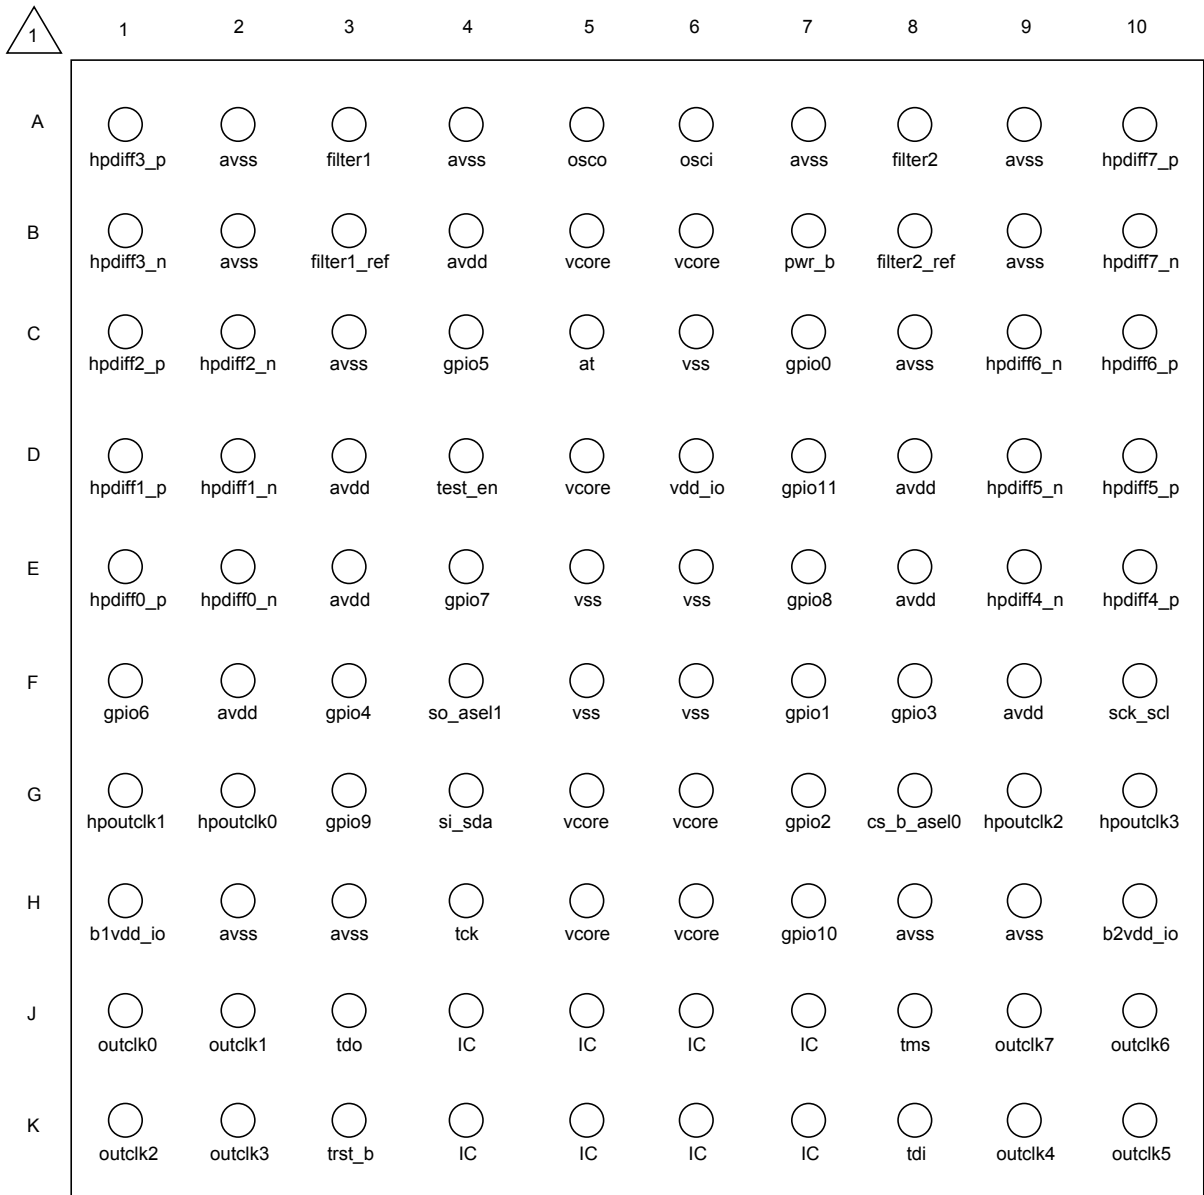 1 1 2 3 4 5 6 7 8 9 10
A
hpdiff3_p avss filter1 avss osco osci avss filter2 avss hpdiff7_p
B
hpdiff3_n avss filter1_ref avdd vcore vcore pwr_b filter2_ref avss hpdiff7_n
C
hpdiff2_p hpdiff2_n avss gpio5 at vss gpio0 avss hpdiff6_n hpdiff6_p
D
hpdiff1_p hpdiff1_n avdd test_en vcore vdd_io gpio11 avdd hpdiff5_n hpdiff5_p
E
hpdiff0_p hpdiff0_n avdd gpio7 vss vss gpio8 avdd hpdiff4_n hpdiff4_p
F
gpio6 avdd gpio4 so_asel1 vss vss gpio1 gpio3 avdd sck_scl
G
hpoutclk1 hpoutclk0 gpio9 si_sda vcore vcore gpio2 cs_b_asel0 hpoutclk2 hpoutclk3
H
b1vdd_io avss avss tck vcore vcore gpio10 avss avss b2vdd_io
J
outclk0 outclk1 tdo IC IC IC IC tms outclk7 outclk6
K
outclk2 outclk3 trst_b IC IC IC IC tdi outclk4 outclk5